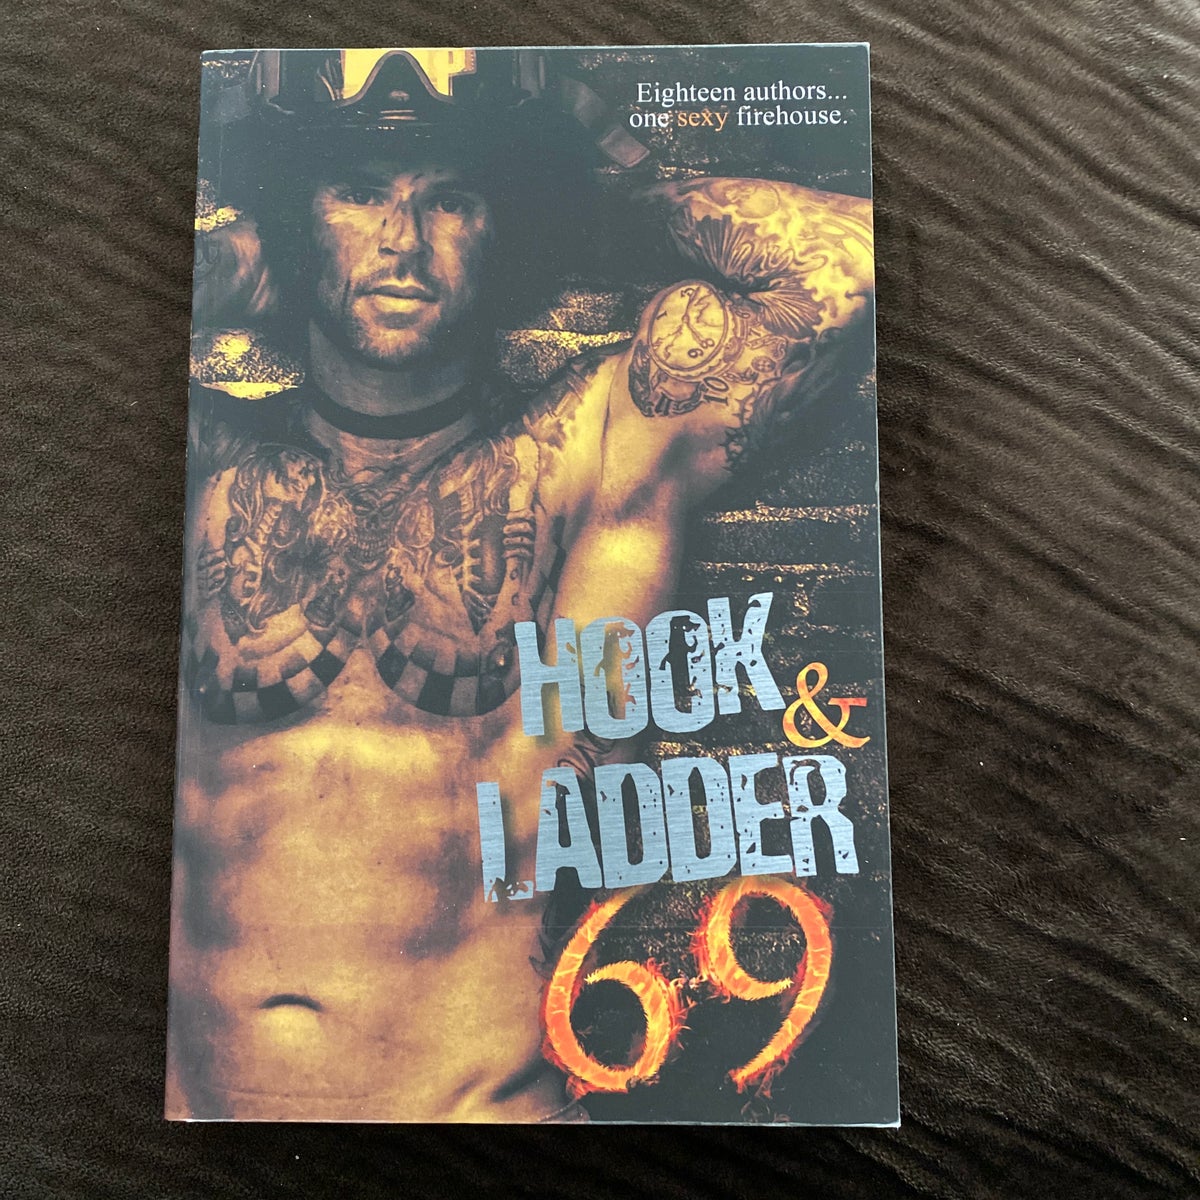 Eighteen authors...
one sexy firehouse.
HOOK
&
LADDER
69